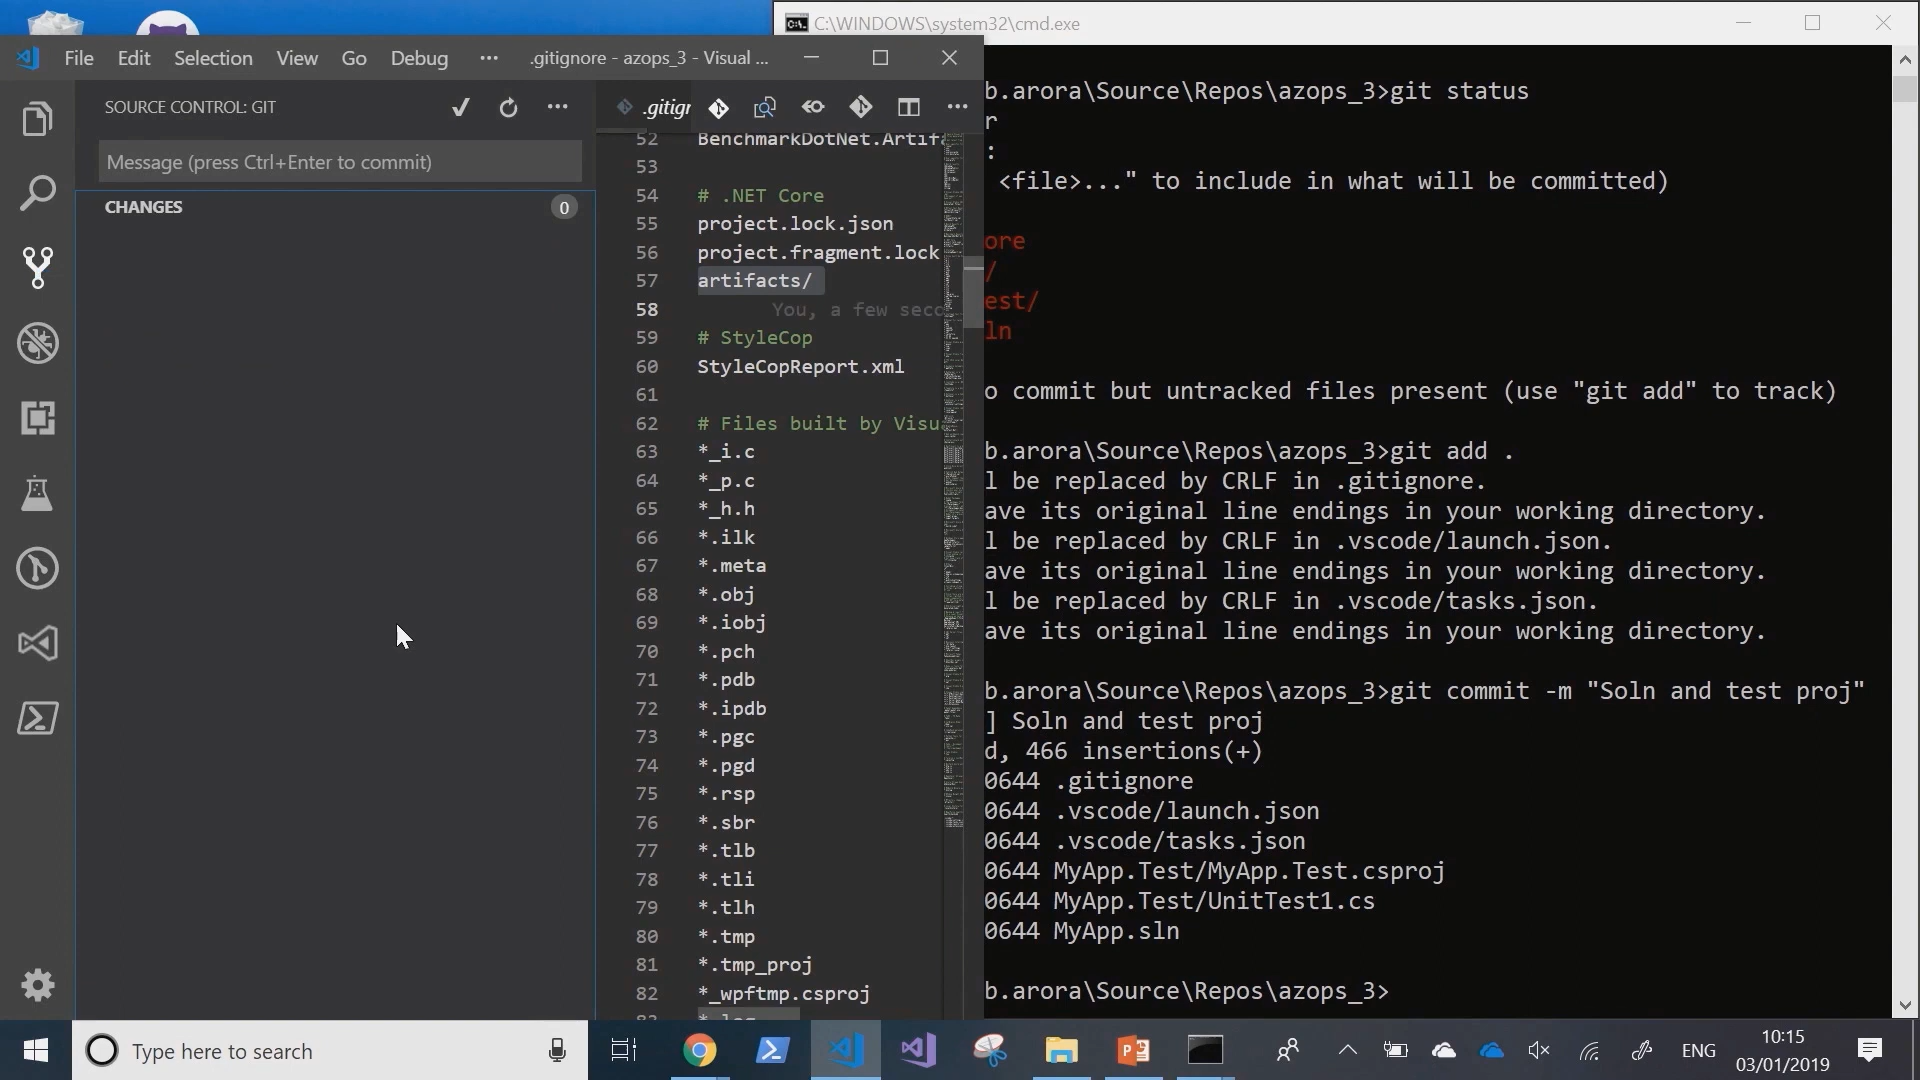 C:\WINDOWS\system32\cmd.exe
File Edit Selection View Go Debug ··· .gitignore - azops_3 - Visual ...
SOURCE CONTROL: GIT
Message (press Ctrl+Enter to commit)
CHANGES 0
.gitigr
52 BenchmarkDotNet.Artif
53
54 # .NET Core
55 project.lock.json
56 project.fragment.lock
57 artifacts/
58 You, a few seco
59 # StyleCop
60 StyleCopReport.xml
61
62 # Files built by Visu
63 *_i.c
64 *_p.c
65 *_h.h
66 *.ilk
67 *.meta
68 *.obj
69 *.iobj
70 *.pch
71 *.pdb
72 *.ipdb
73 *.pgc
74 *.pgd
75 *.rsp
76 *.sbr
77 *.tlb
78 *.tli
79 *.tlh
80 *.tmp
81 *.tmp_proj
82 *_wpftmp.csproj
b.arora\Source\Repos\azops_3>git status
r
:
<file>..." to include in what will be committed)
ore
/
est/
ln
o commit but untracked files present (use "git add" to track)
b.arora\Source\Repos\azops_3>git add .
l be replaced by CRLF in .gitignore.
ave its original line endings in your working directory.
l be replaced by CRLF in .vscode/launch.json.
ave its original line endings in your working directory.
l be replaced by CRLF in .vscode/tasks.json.
ave its original line endings in your working directory.
b.arora\Source\Repos\azops_3>git commit -m "Soln and test proj"
] Soln and test proj
d, 466 insertions(+)
0644 .gitignore
0644 .vscode/launch.json
0644 .vscode/tasks.json
0644 MyApp.Test/MyApp.Test.csproj
0644 MyApp.Test/UnitTest1.cs
0644 MyApp.sln
b.arora\Source\Repos\azops_3>
Type here to search
ENG
10:15
03/01/2019